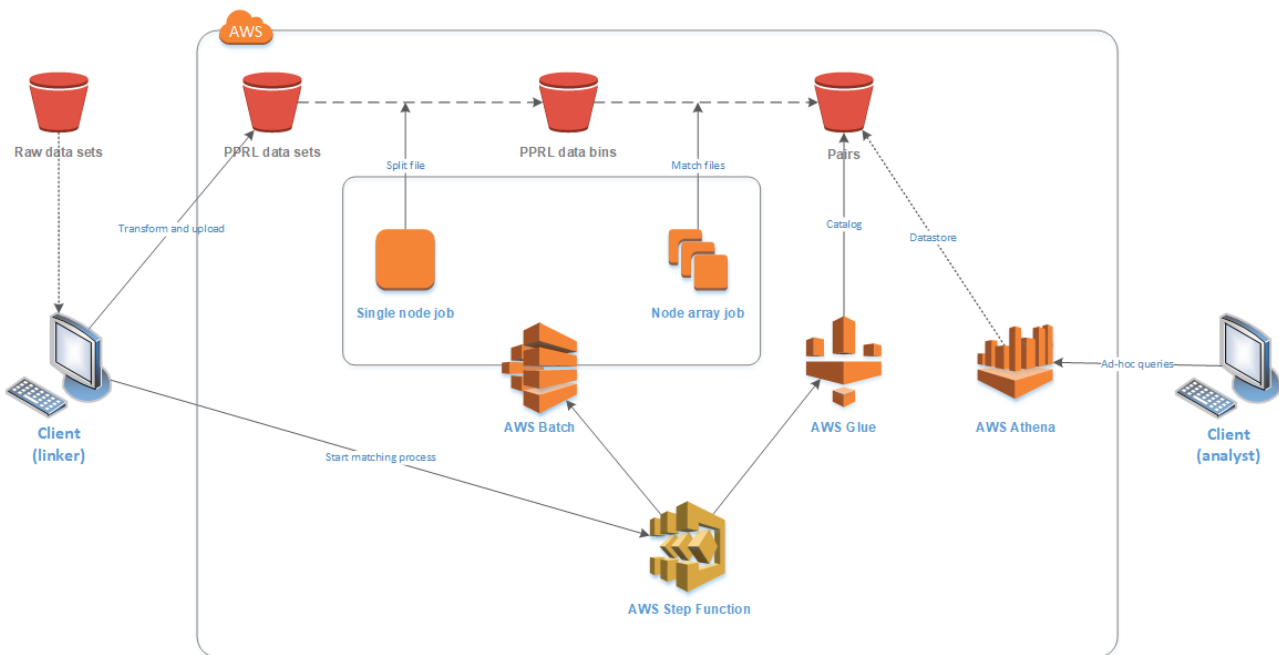 AWS
Raw data sets
PPRL data sets
PPRL data bins
Pairs
Split file
Match files
Transform and upload
Catalog
Datastore
Single node job
Node array job
Ad-hoc queries
AWS Batch
AWS Glue
AWS Athena
Client
(linker)
Client
(analyst)
Start matching process
AWS Step Function